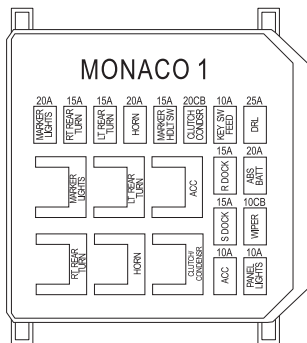 MONACO 1
20A 15A 15A 20A 15A 20CB 10A 25A
MARKER
LIGHTS
RT REAR
TURN
LT REAR
TURN
HORN
MARKER
HDLT SW
CLUTCH
CONDSR
KEY SW
FEED
DRL
15A 20A
MARKER
LIGHTS
LT REAR
TURN
ACC
R DOCK
ABS
BATT
15A 10CB
S DOCK
WIPER
10A 10A
RT REAR
TURN
HORN
CLUTCH/
CONDENSR
ACC
PANEL
LIGHTS